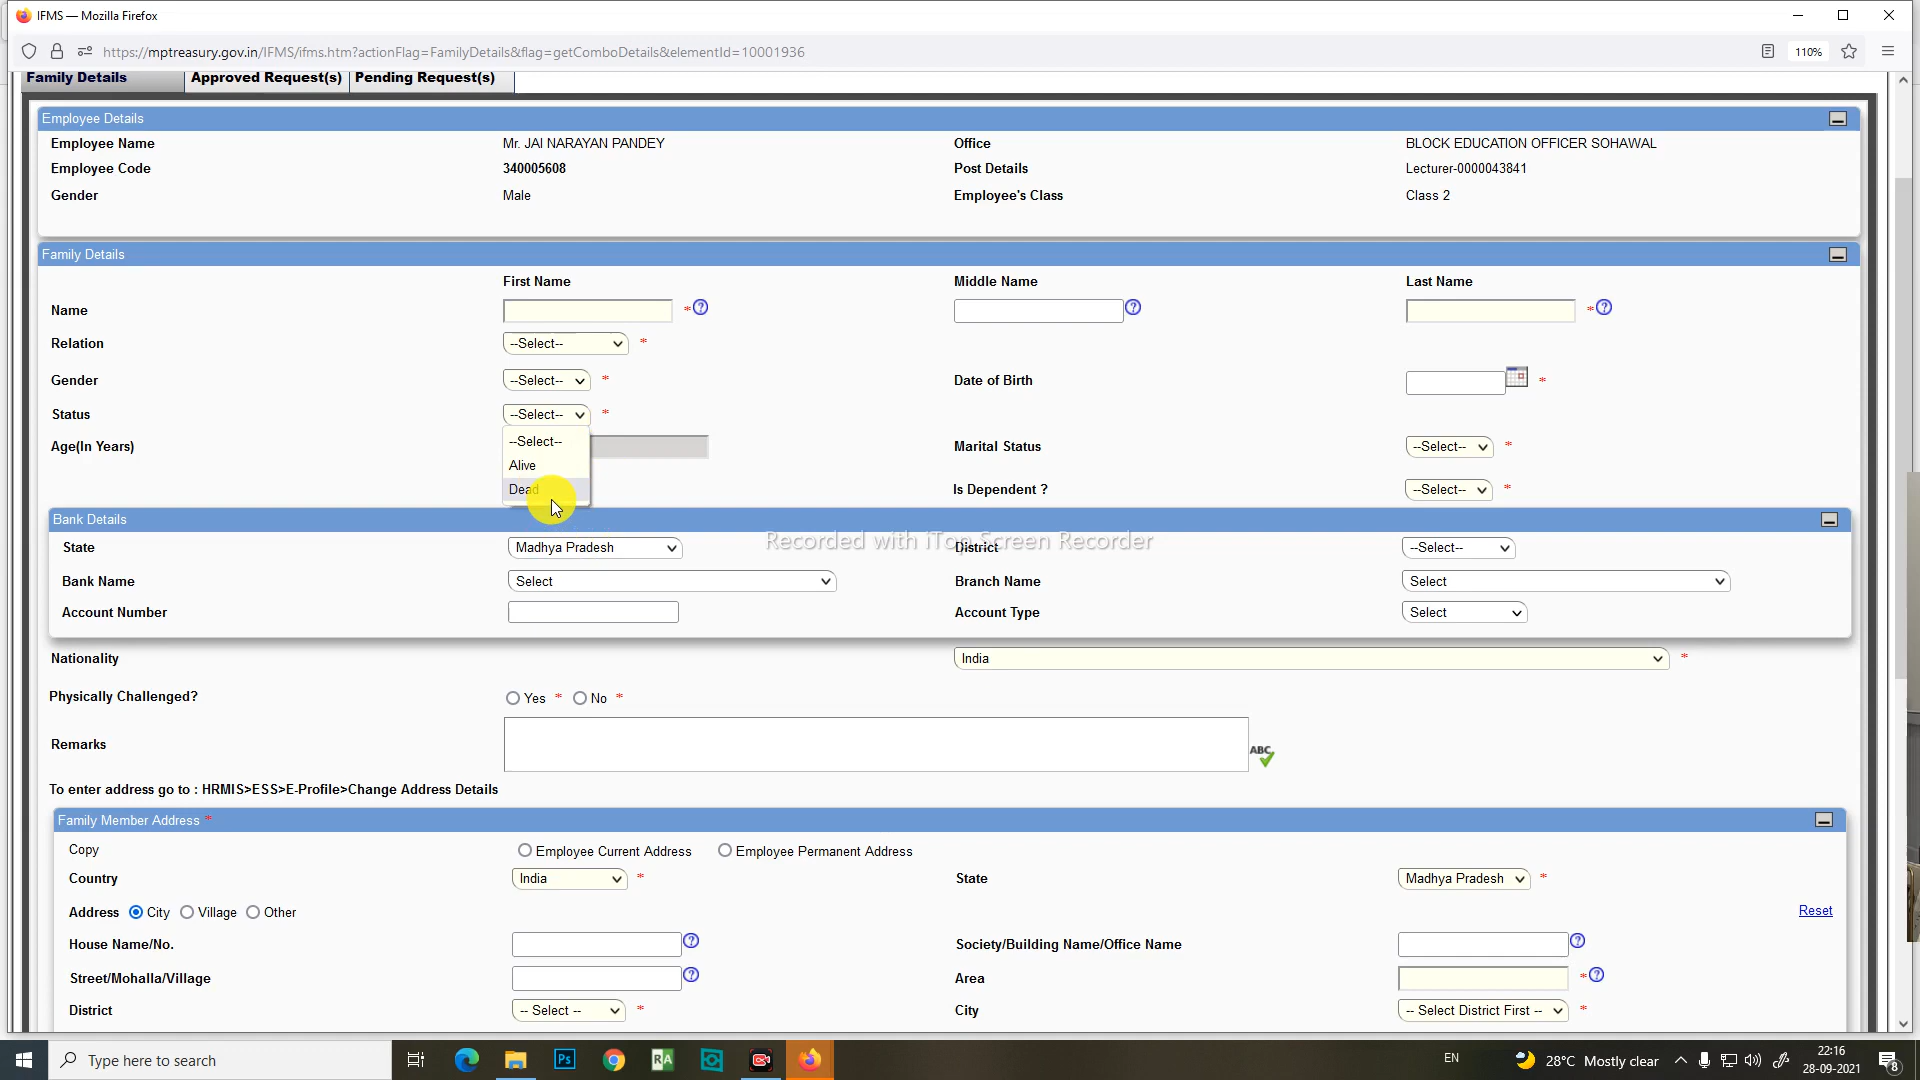 IFMS — Mozilla Firefox
https://mptreasury.gov.in/IFMS/ifms.htm?actionFlag=FamilyDetails&flag=getComboDetails&elementId=10001936
110%
Family Details Approved Request(s) Pending Request(s)
Employee Details
Employee Name Mr. JAI NARAYAN PANDEY Office BLOCK EDUCATION OFFICER SOHAWAL
Employee Code 340005608 Post Details Lecturer-0000043841
Gender Male Employee's Class Class 2
Family Details
First Name Middle Name Last Name
Name * ? ? * ?
Relation --Select-- *
Gender --Select-- * Date of Birth *
Status --Select-- *
--Select--
Age(In Years) Marital Status --Select-- *
Alive
Dead Is Dependent ? --Select-- *
Bank Details
State Madhya Pradesh District --Select--
Recorded with iTop Screen Recorder
Bank Name Select Branch Name Select
Account Number Account Type Select
Nationality India *
Physically Challenged? Yes * No *
Remarks ABC
To enter address go to : HRMIS>ESS>E-Profile>Change Address Details
Family Member Address *
Copy Employee Current Address Employee Permanent Address
Country India * State Madhya Pradesh *
Address City Village Other Reset
House Name/No. ? Society/Building Name/Office Name ?
Street/Mohalla/Village ? Area * ?
District -- Select -- * City -- Select District First -- *
Type here to search Ps RA EN 28°C Mostly clear 22:16
28-09-2021 8